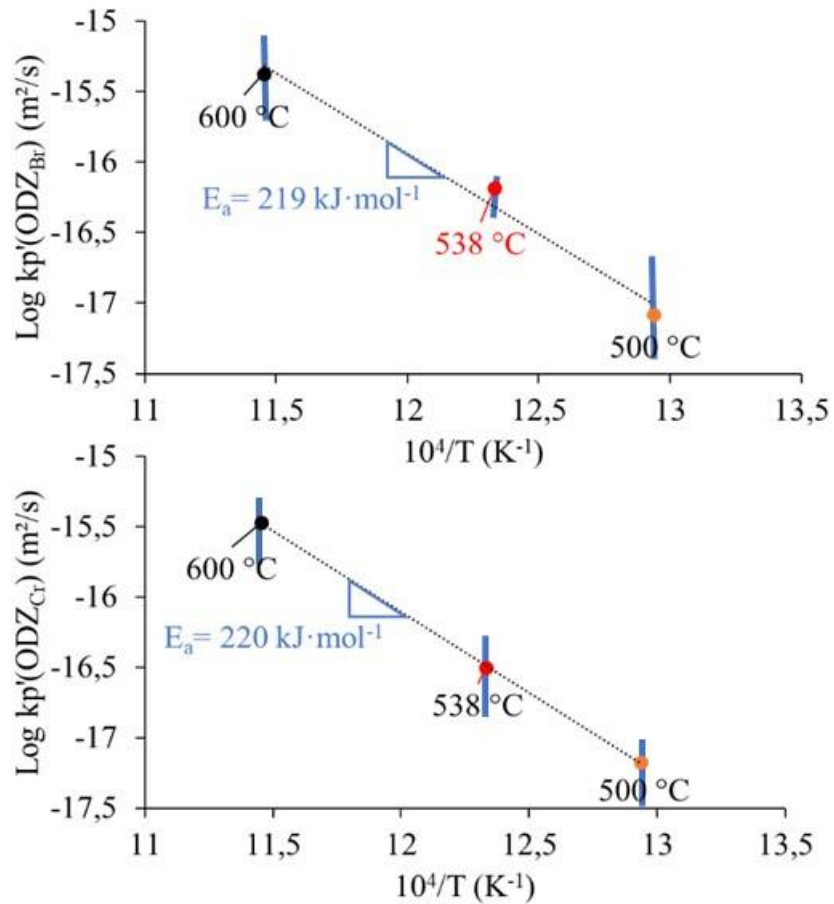 Log kp'(ODZBr) (m²/s)
-15
-15,5
-16
-16,5
-17
-17,5
600 °C
Ea= 219 kJ·mol-1
538 °C
500 °C
11
11,5
12
12,5
13
13,5
10⁴/T (K-1)
Log kp'(ODZCr) (m²/s)
-15
-15,5
-16
-16,5
-17
-17,5
600 °C
Ea= 220 kJ·mol-1
538 °C
500 °C
11
11,5
12
12,5
13
13,5
10⁴/T (K-1)